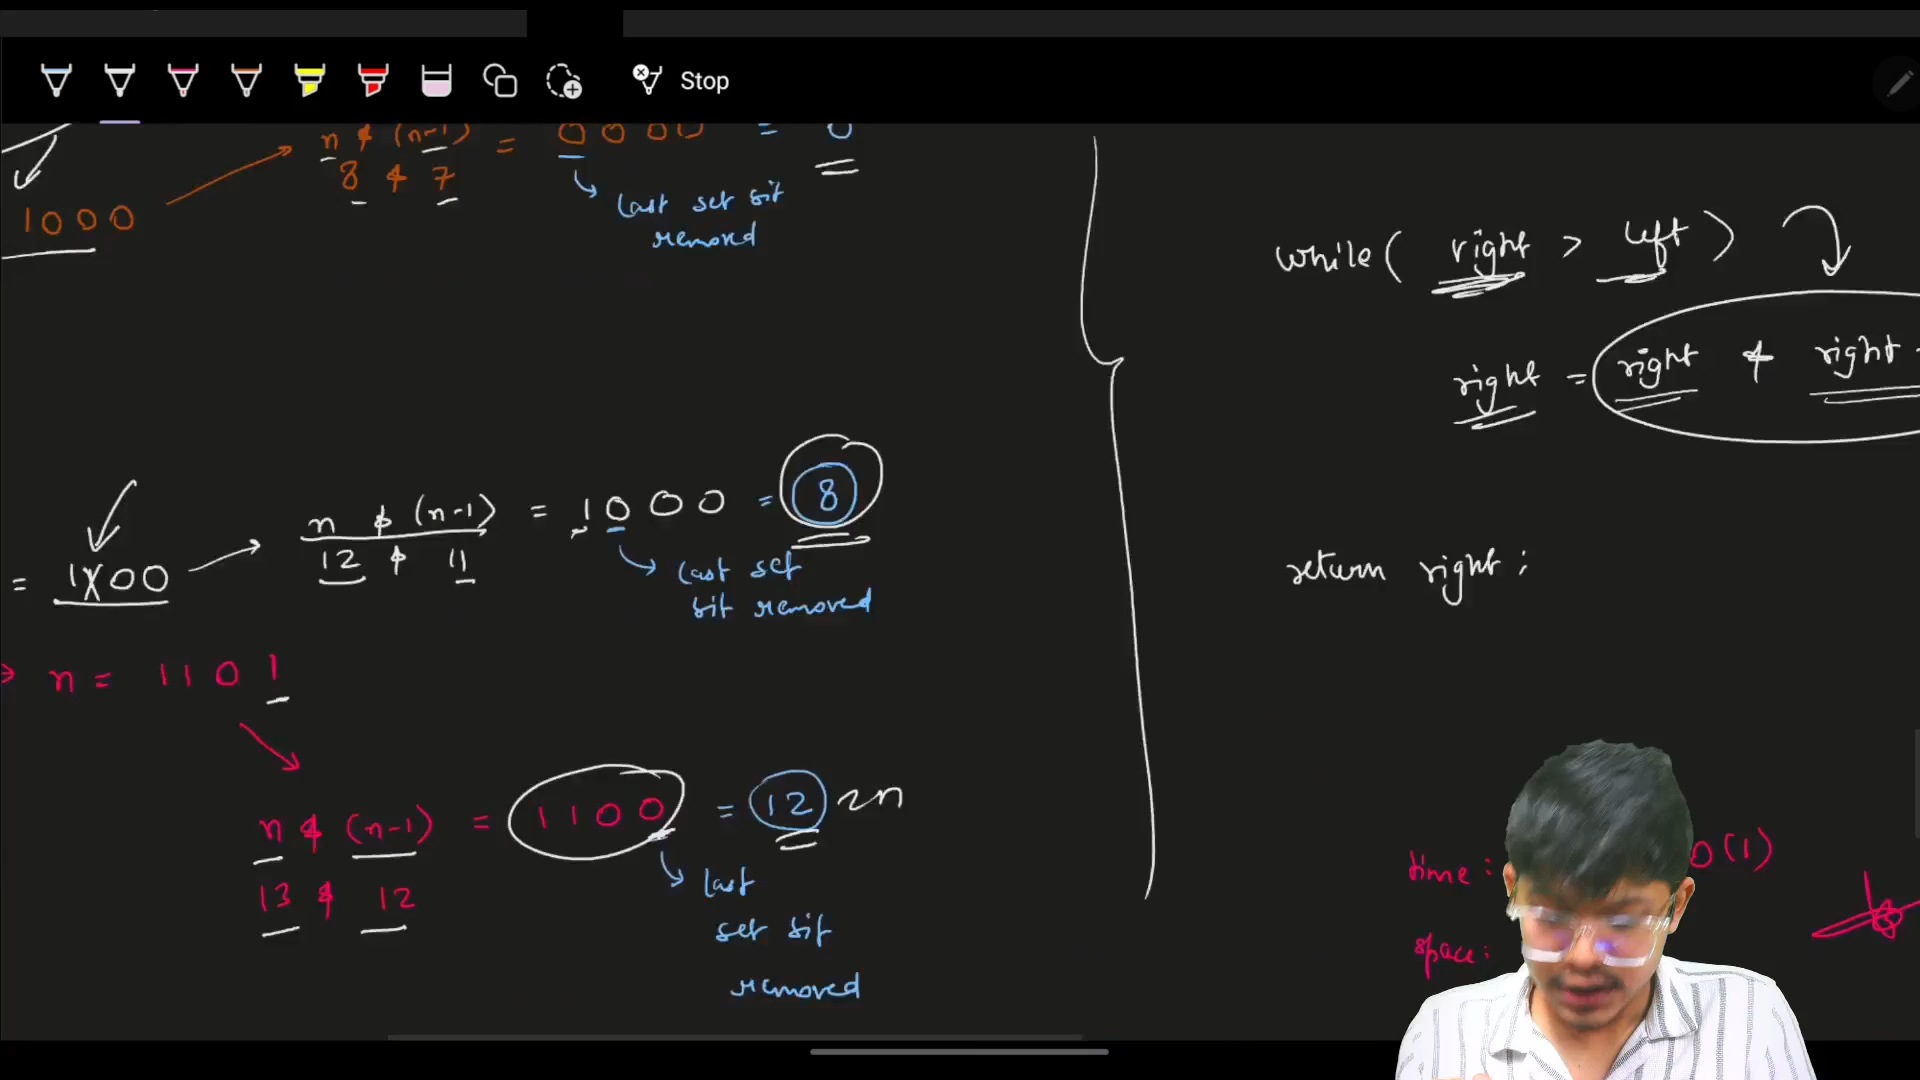 Stop
n & (n-1) = 0000 = 0
8 & 7
1000
last set bit
removed
while( right > left )
right = right & right -
= 1X00
n & (n-1) = 1000 = 8
12 & 11
last set
bit removed
return right;
n = 1101
n & (n-1) = 1100 = 12
13 & 12
last
set bit
removed
time: O(1)
space: